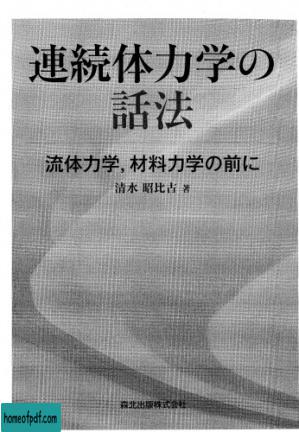 連続体力学の
話法
流体力学，材料力学の前に
清水 昭比古 著
森北出版株式会社
homeofpdf.com